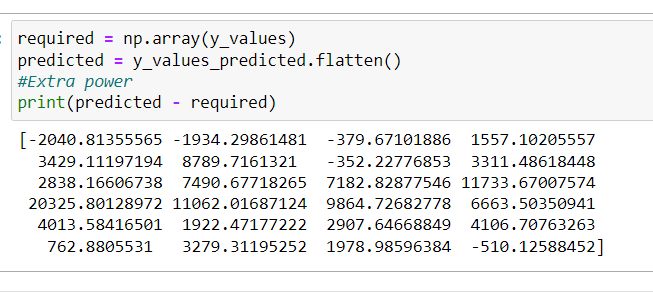 required = np.array(y_values)
predicted = y_values_predicted.flatten()
#Extra power
print(predicted - required)
[-2040.81355565 -1934.29861481 -379.67101886 1557.10205557
3429.11197194 8789.7161321 -352.22776853 3311.48618448
2838.16606738 7490.67718265 7182.82877546 11733.67007574
20325.80128972 11062.01687124 9864.72682778 6663.50350941
4013.58416501 1922.47177222 2907.64668849 4106.70763263
762.8805531 3279.31195252 1978.98596384 -510.12588452]